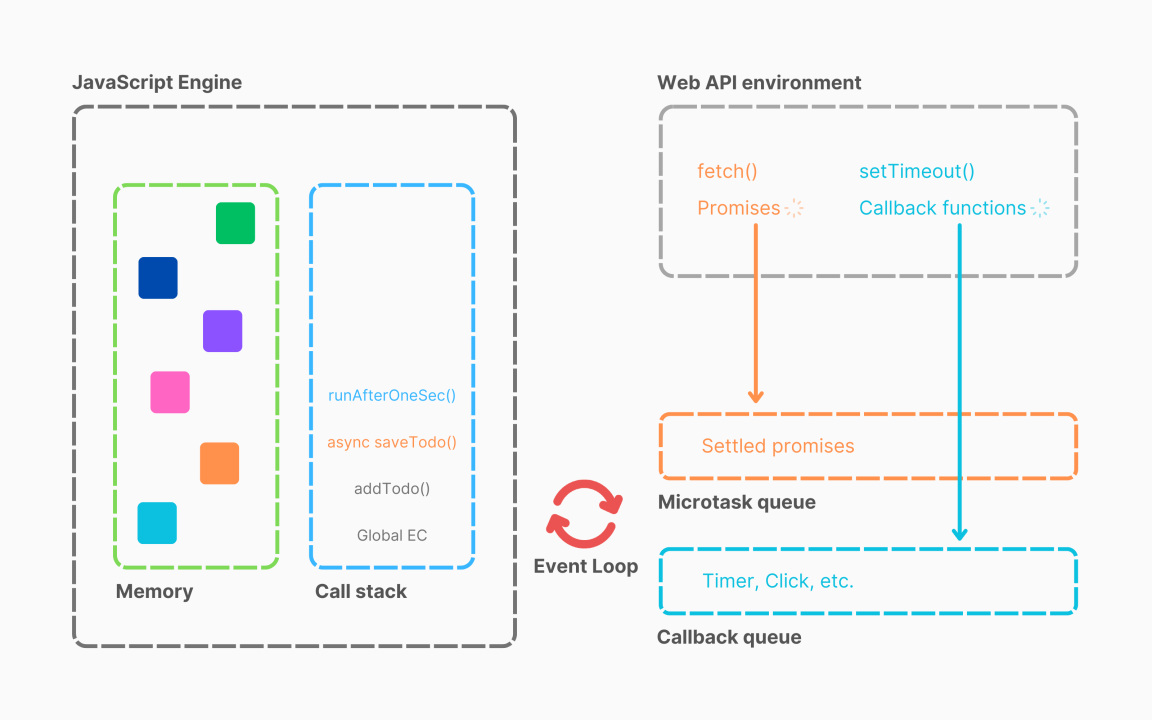 JavaScript Engine
runAfterOneSec()
async saveTodo()
addTodo()
Global EC
Memory
Call stack
Event Loop
Web API environment
fetch()
Promises
setTimeout()
Callback functions
Settled promises
Microtask queue
Timer, Click, etc.
Callback queue